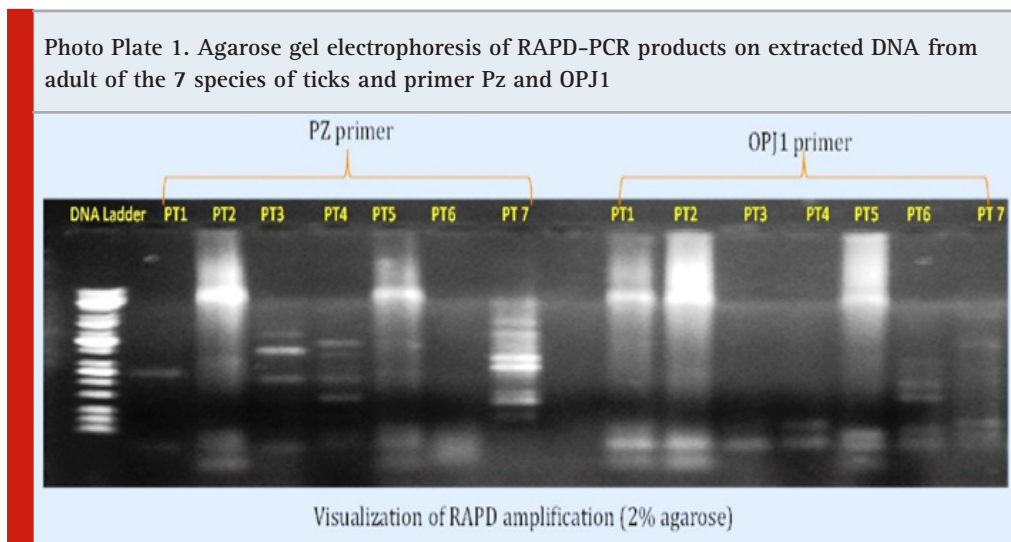 Photo Plate 1. Agarose gel electrophoresis of RAPD-PCR products on extracted DNA from
adult of the 7 species of ticks and primer Pz and OPJ1
PZ primer
OPJ1 primer
DNA Ladder PT1 PT2 PT3 PT4 PT5 PT6 PT 7 PT1 PT2 PT3 PT4 PT5 PT6 PT 7
Visualization of RAPD amplification (2% agarose)